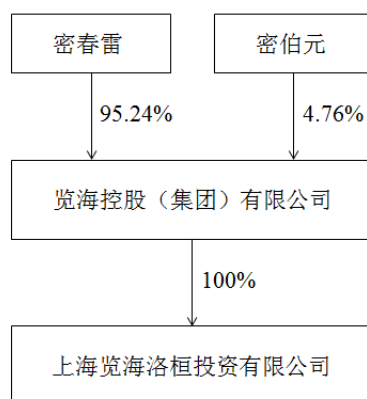 密春雷
密伯元
95.24%
4.76%
览海控股（集团）有限公司
100%
上海览海洛桓投资有限公司